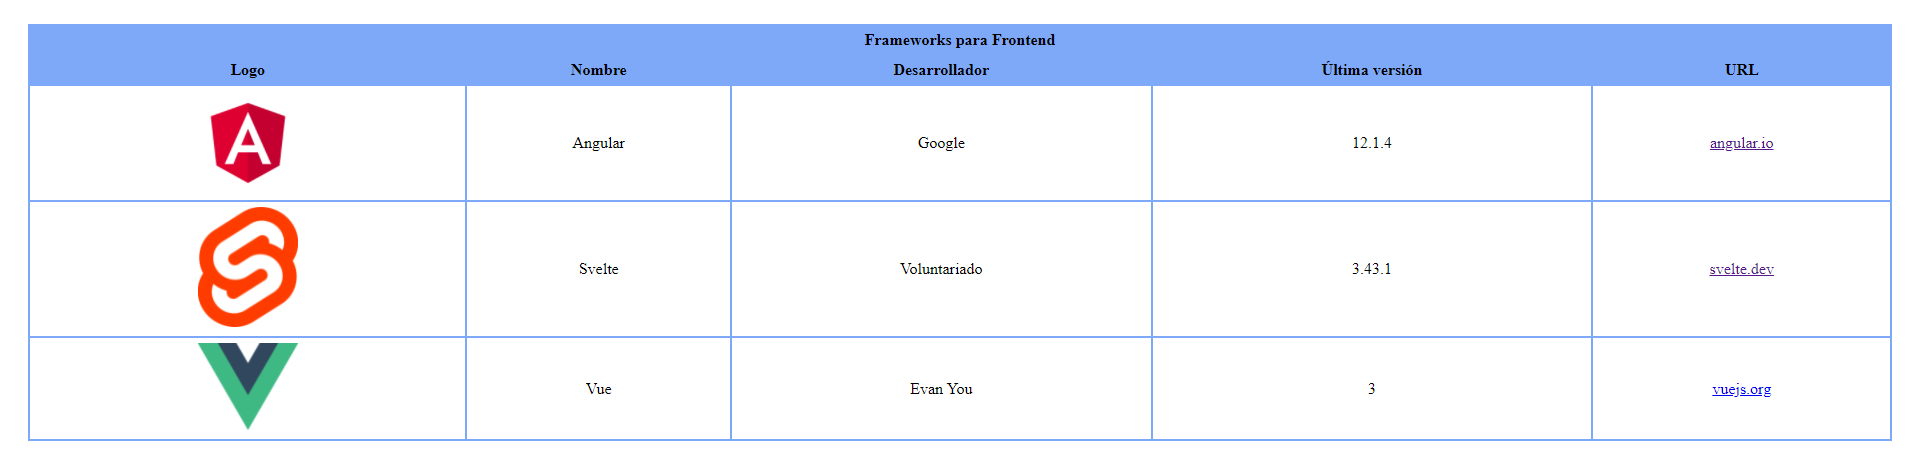 Frameworks para Frontend
Logo Nombre Desarrollador Última versión URL
A Angular Google 12.1.4 angular.io
Svelte Voluntariado 3.43.1 svelte.dev
Vue Evan You 3 vuejs.org